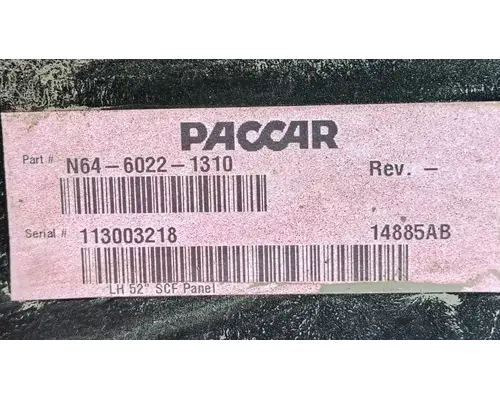 PACCAR
Part # N64-6022-1310 Rev. -
Serial # 113003218 14885AB
LH 52" SCF Panel